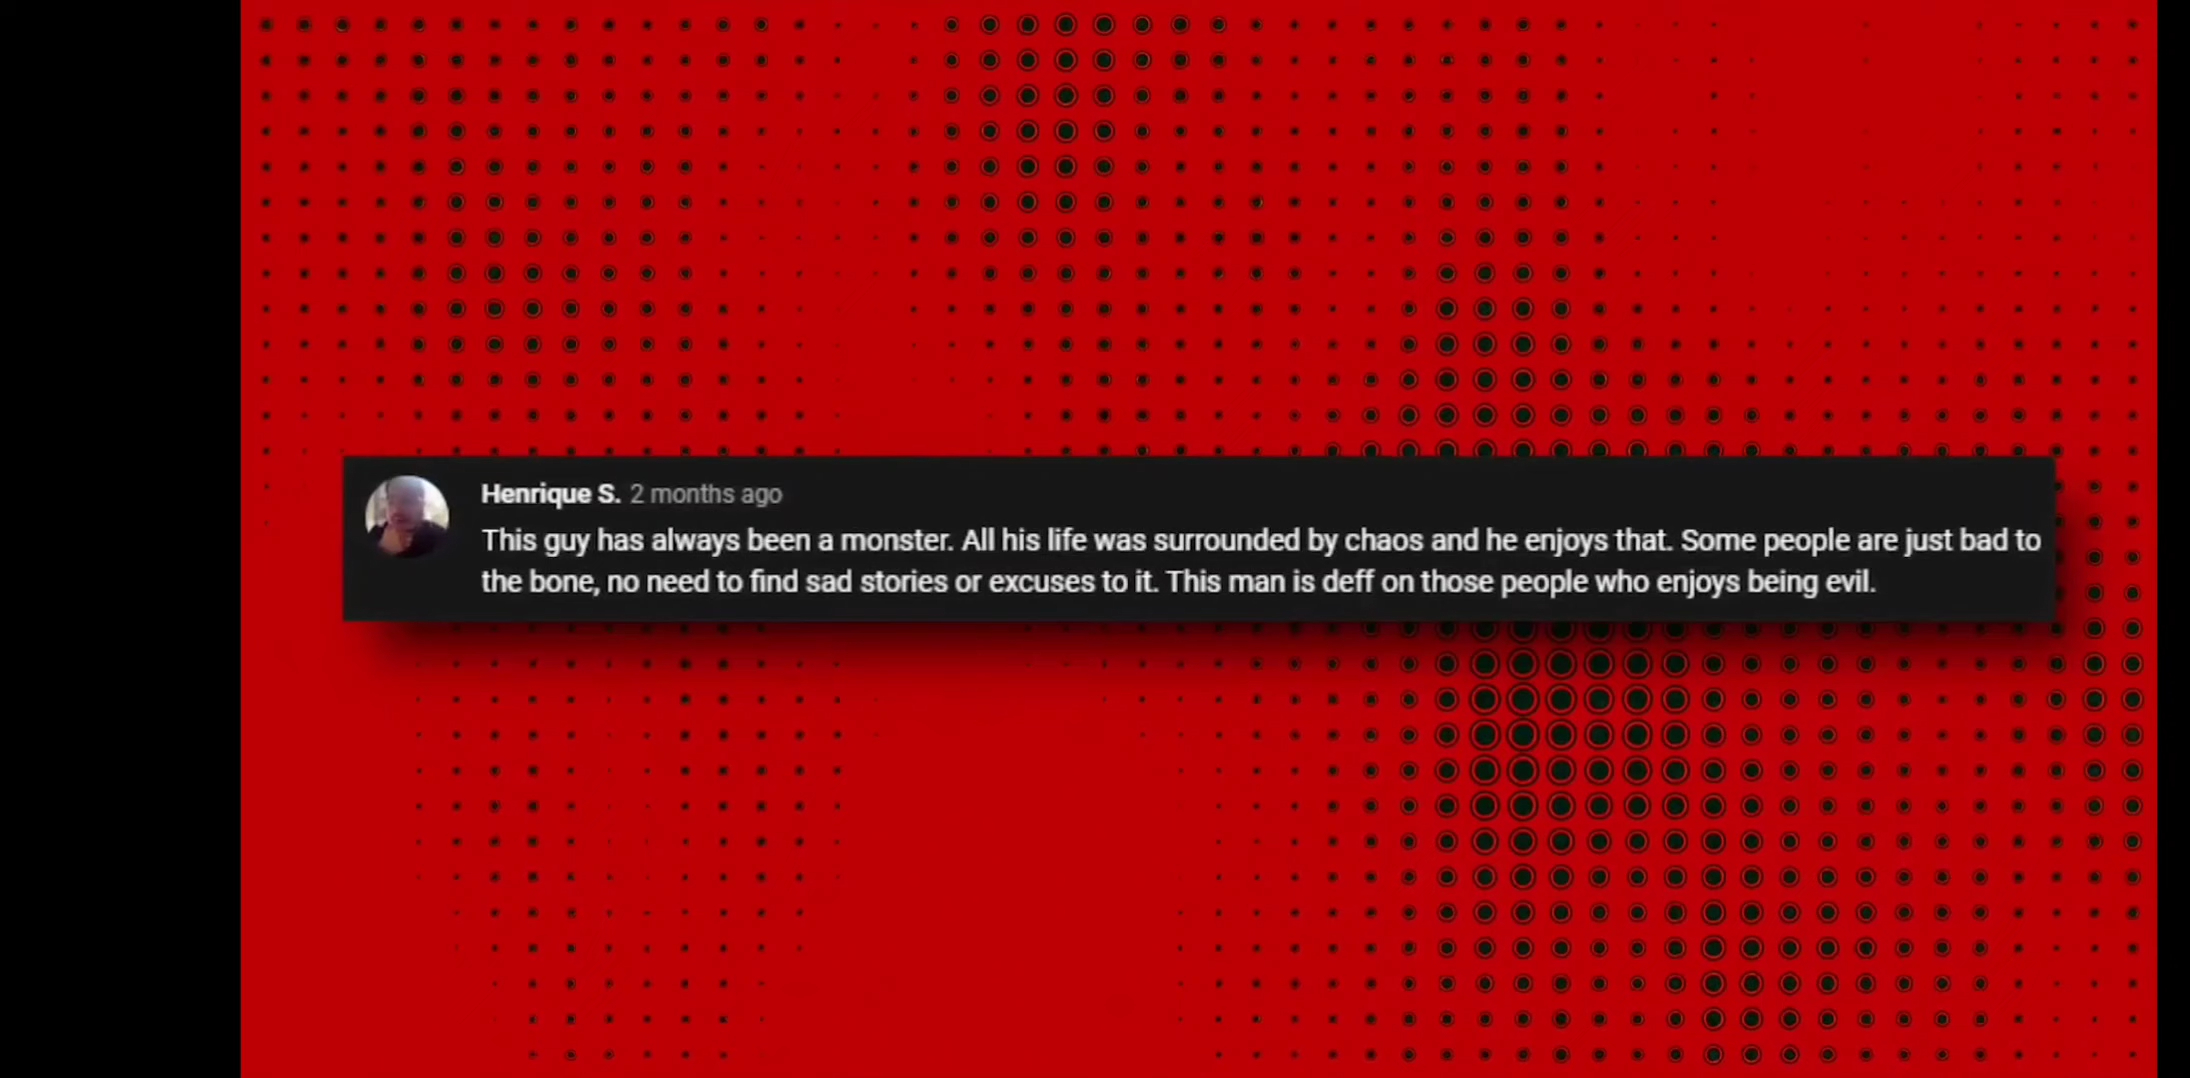 Henrique S. 2 months ago
This guy has always been a monster. All his life was surrounded by chaos and he enjoys that. Some people are just bad to
the bone, no need to find sad stories or excuses to it. This man is deff on those people who enjoys being evil.